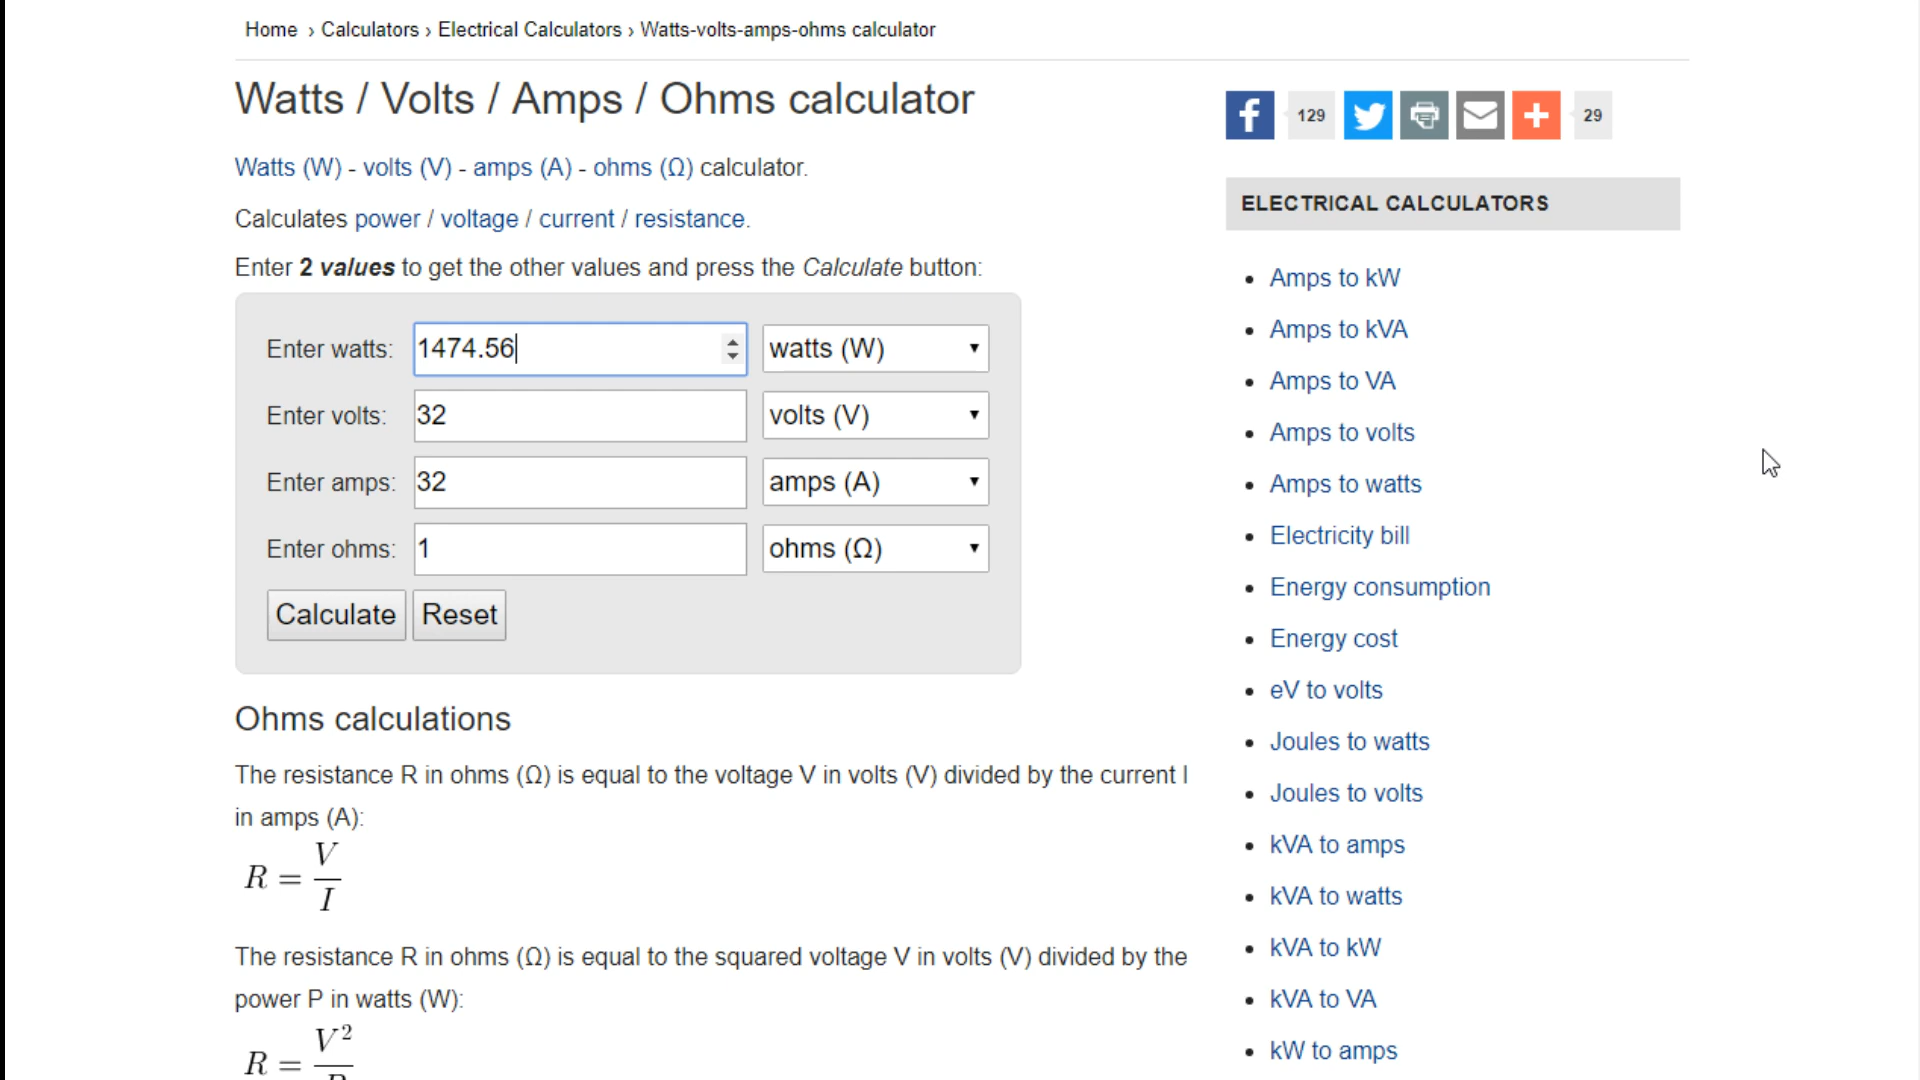 Home › Calculators › Electrical Calculators › Watts-volts-amps-ohms calculator
Watts / Volts / Amps / Ohms calculator
129
29
Watts (W) - volts (V) - amps (A) - ohms (Ω) calculator.
Calculates power / voltage / current / resistance.
Enter 2 values to get the other values and press the Calculate button:
Enter watts: 1474.56 watts (W)
Enter volts: 32 volts (V)
Enter amps: 32 amps (A)
Enter ohms: 1 ohms (Ω)
Calculate Reset
Ohms calculations
The resistance R in ohms (Ω) is equal to the voltage V in volts (V) divided by the current I
in amps (A):
R = V / I
The resistance R in ohms (Ω) is equal to the squared voltage V in volts (V) divided by the
power P in watts (W):
R = V²
ELECTRICAL CALCULATORS
• Amps to kW
• Amps to kVA
• Amps to VA
• Amps to volts
• Amps to watts
• Electricity bill
• Energy consumption
• Energy cost
• eV to volts
• Joules to watts
• Joules to volts
• kVA to amps
• kVA to watts
• kVA to kW
• kVA to VA
• kW to amps